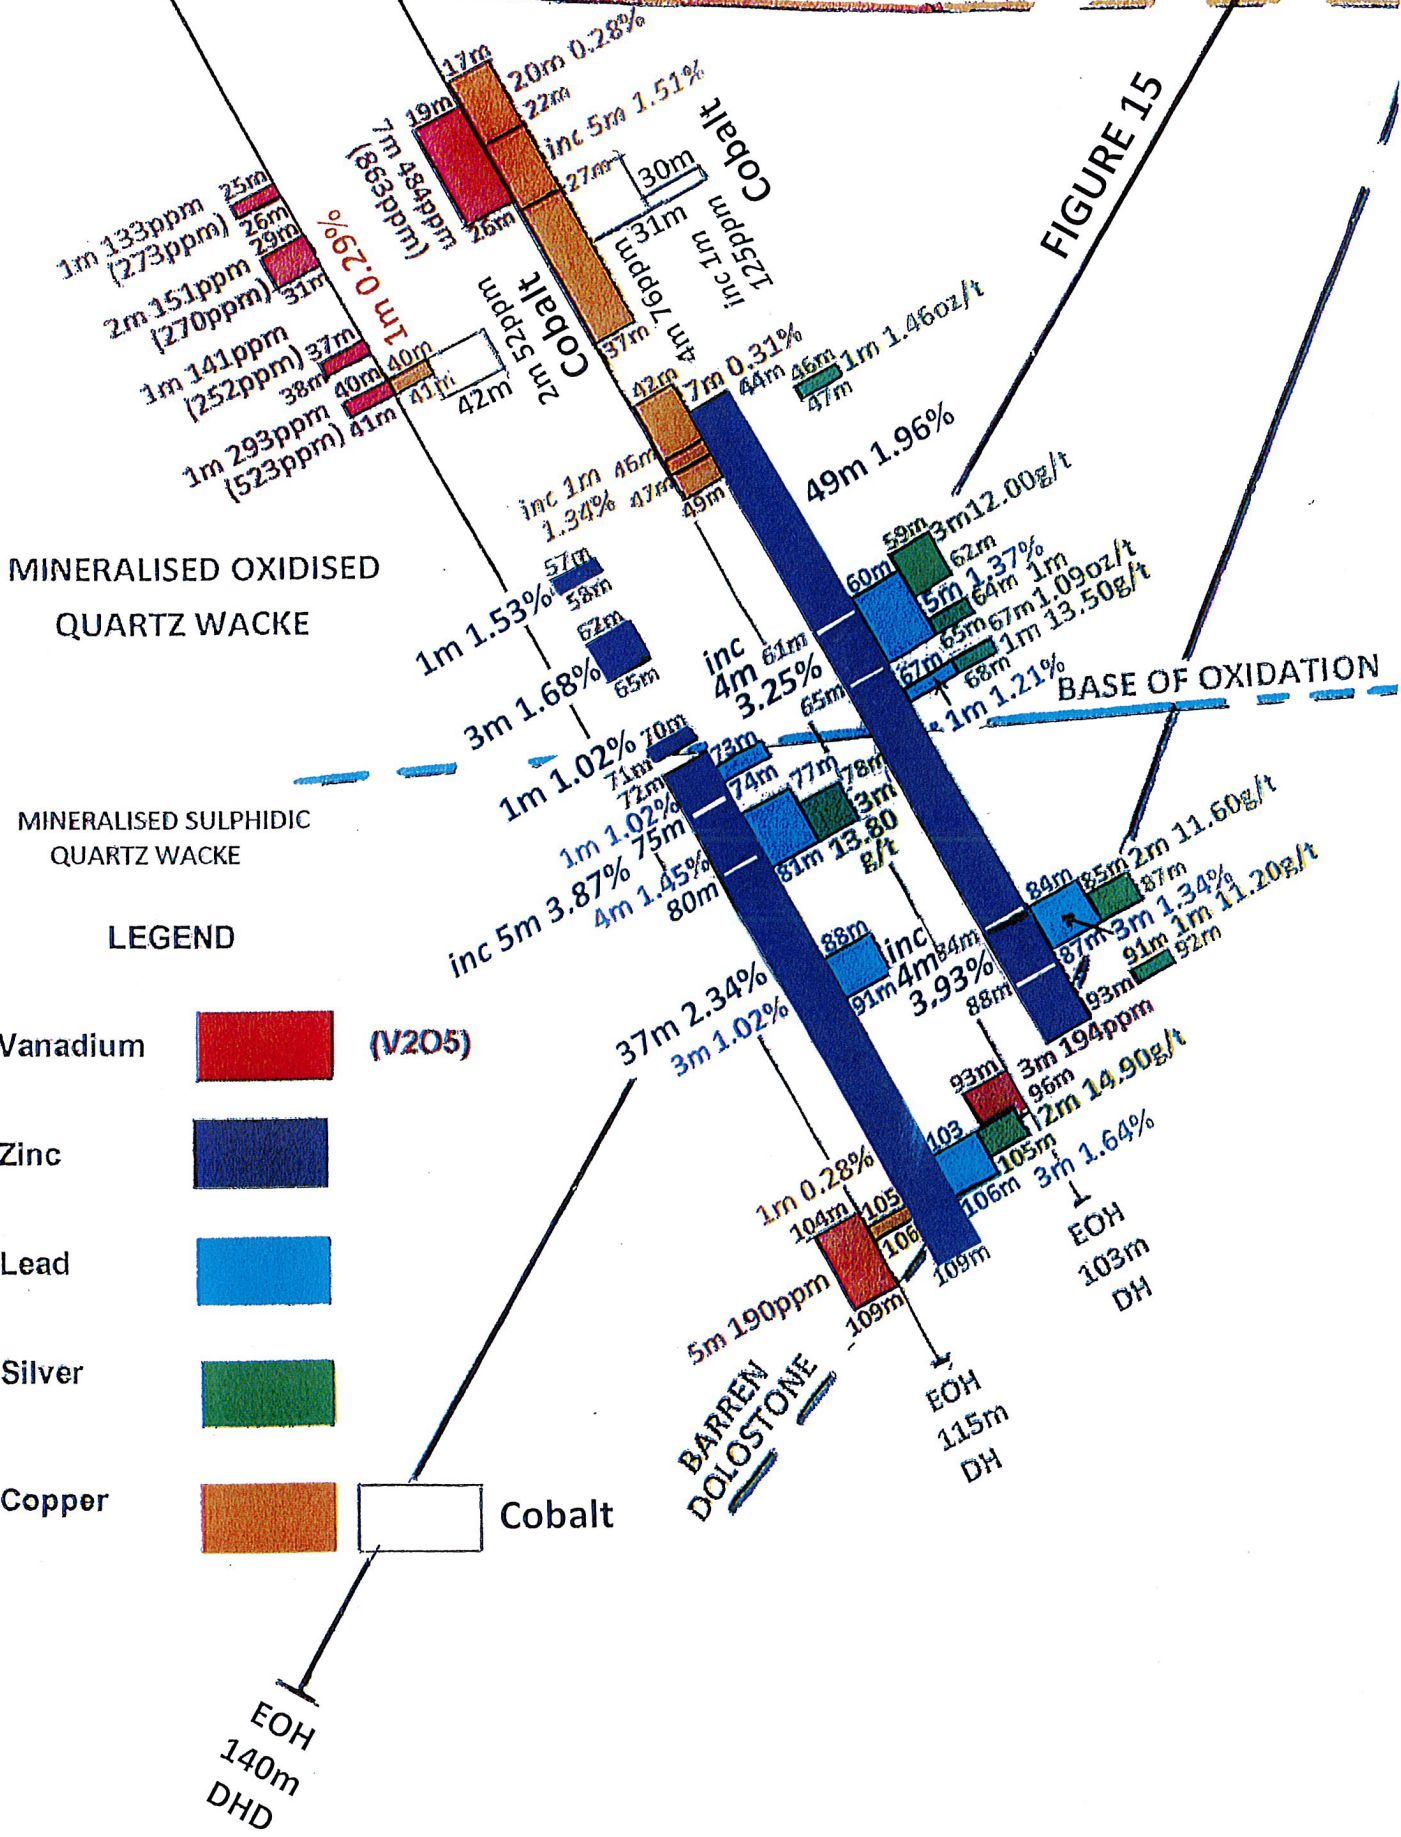 17m
20m 0.28%
22m
19m
7m 484ppm
(863ppm)
26m
inc 5m 1.51%
27m
30m
31m
Cobalt
4m 76ppm
inc 1m
125ppm
37m
FIGURE 15
25m
1m 133ppm
(273ppm)
26m
29m
2m 151ppm
(270ppm)
31m
1m 0.29%
37m
1m 141ppm
(252ppm)
38m
40m
40m
41m
1m 293ppm
(523ppm)
41m
42m
2m 52ppm
Cobalt
42m
7m 0.31%
44m
46m
1m 1.46oz/t
47m
49m 1.96%
inc 1m
1.34%
46m
47m
49m
59m
3m12.00g/t
62m
60m
5m 1.37%
64m 1m
1.09oz/t
65m
67m
1m 13.50g/t
67m
68m
1m 1.21%
MINERALISED OXIDISED
QUARTZ WACKE
57m
1m 1.53%
58m
62m
3m 1.68%
65m
inc
4m
3.25%
61m
65m
BASE OF OXIDATION
70m
1m 1.02%
71m
72m
73m
74m
1m 1.02%
77m
78m
3m
13.80
g/t
81m
75m
inc 5m 3.87%
4m 1.45%
80m
MINERALISED SULPHIDIC
QUARTZ WACKE
88m
91m
inc
4m
3.93%
84m
88m
84m
85m
2m 11.60g/t
87m
87m
3m 1.34%
91m
1m 11.20g/t
92m
93m
37m 2.34%
3m 1.02%
3m 194ppm
93m
96m
2m 14.90g/t
103
105m
106m
3m 1.64%
1m 0.28%
104m
105
106
5m 190ppm
109m
109m
EOH
103m
DH
EOH
115m
DH
BARREN
DOLOSTONE
LEGEND
Vanadium
(V2O5)
Zinc
Lead
Silver
Copper
Cobalt
EOH
140m
DHD